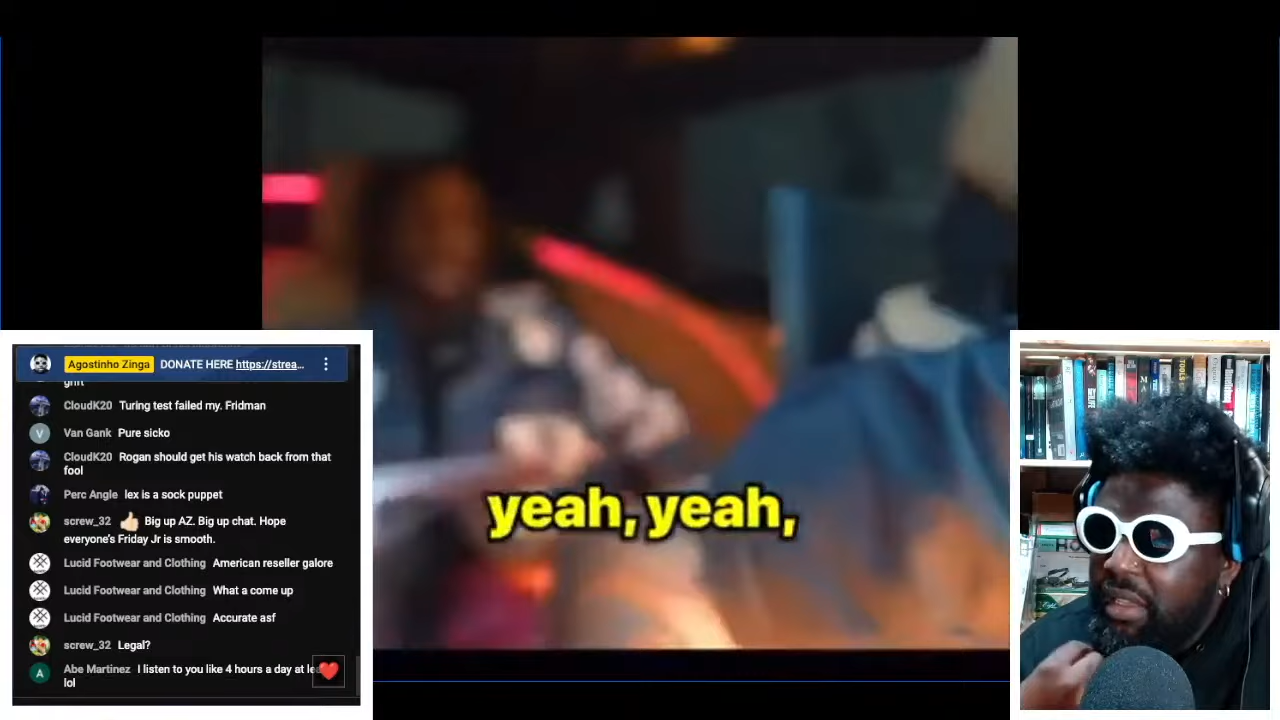 yeah, yeah,
Agostinho Zinga DONATE HERE https://strea...
grift
CloudK20 Turing test failed my. Fridman
Van Gank Pure sicko
CloudK20 Rogan should get his watch back from that
fool
Perc Angle lex is a sock puppet
screw_32 👍🏻 Big up AZ. Big up chat. Hope
everyone's Friday Jr is smooth.
Lucid Footwear and Clothing American reseller galore
Lucid Footwear and Clothing What a come up
Lucid Footwear and Clothing Accurate asf
screw_32 Legal?
Abe Martinez I listen to you like 4 hours a day at
lol